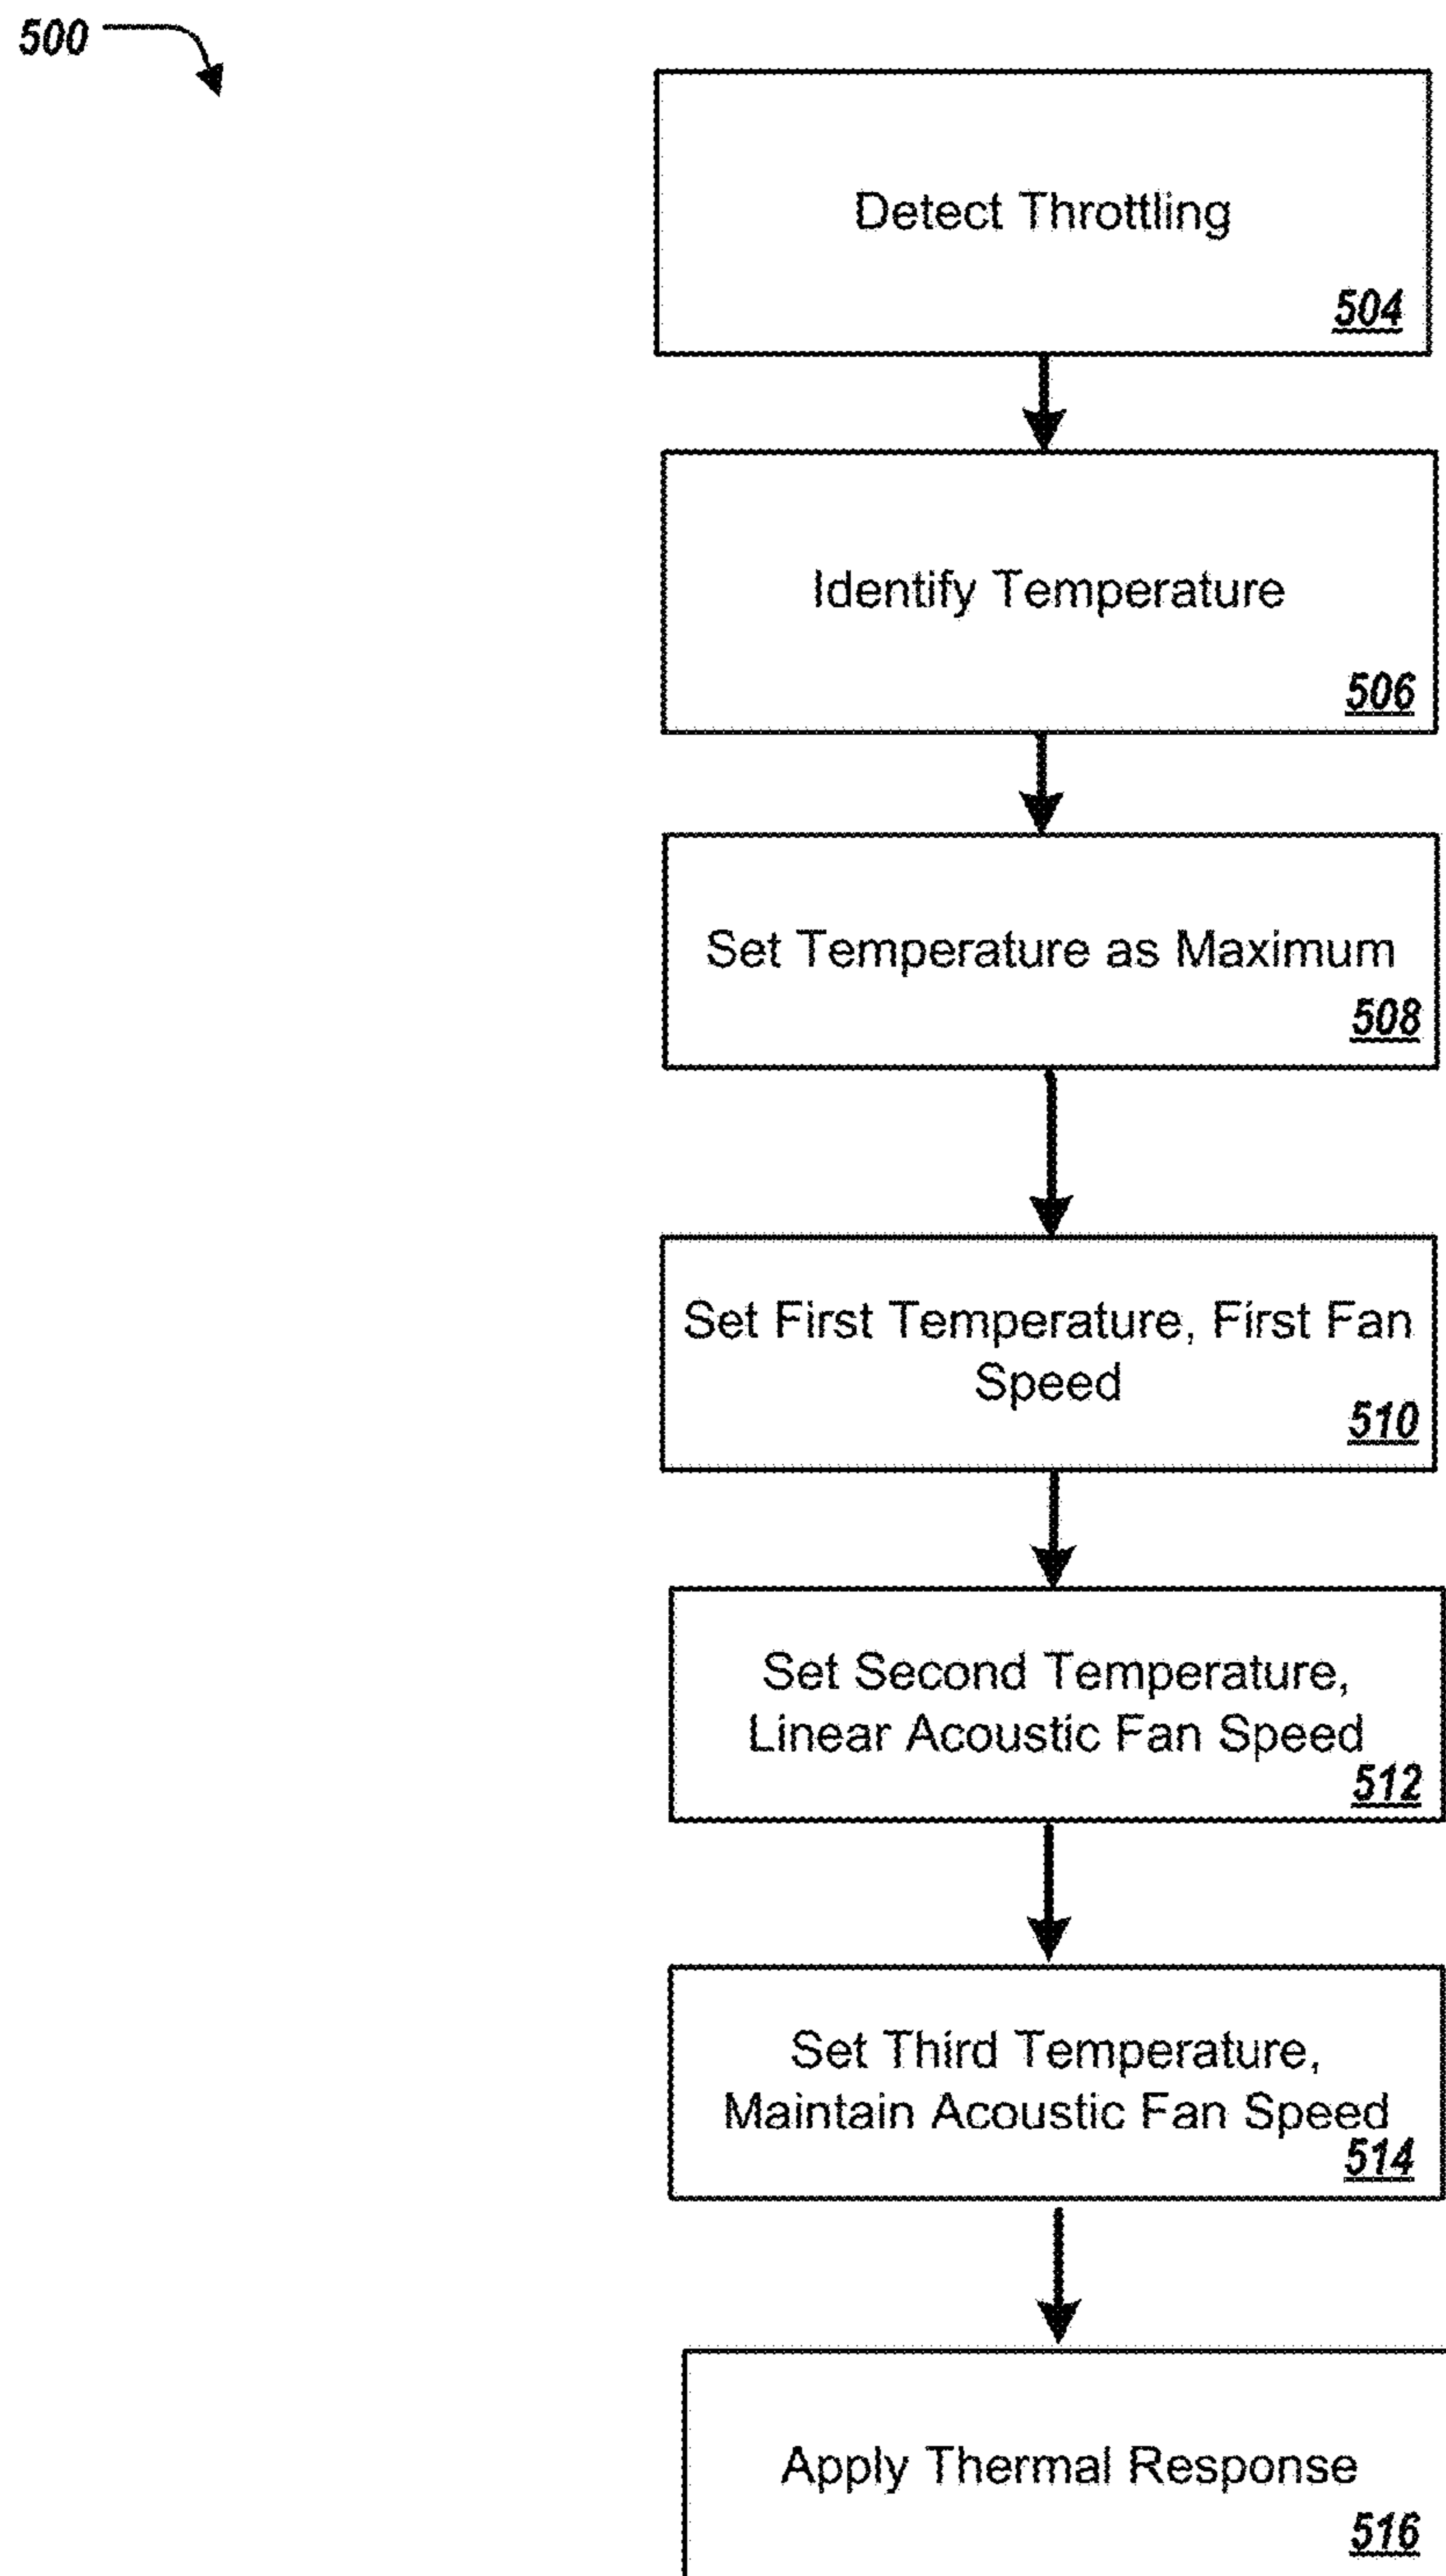 500
Detect Throttling
504
Identify Temperature
506
Set Temperature as Maximum
508
Set First Temperature, First Fan
Speed
510
Set Second Temperature,
Linear Acoustic Fan Speed
512
Set Third Temperature,
Maintain Acoustic Fan Speed
514
Apply Thermal Response
516